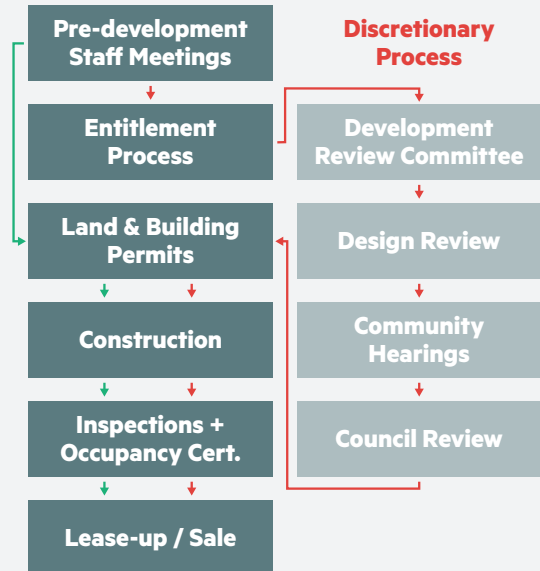 Pre-development
Staff Meetings
Discretionary
Process
Entitlement
Process
Development
Review Committee
Land & Building
Permits
Design Review
Construction
Community
Hearings
Inspections +
Occupancy Cert.
Council Review
Lease-up / Sale